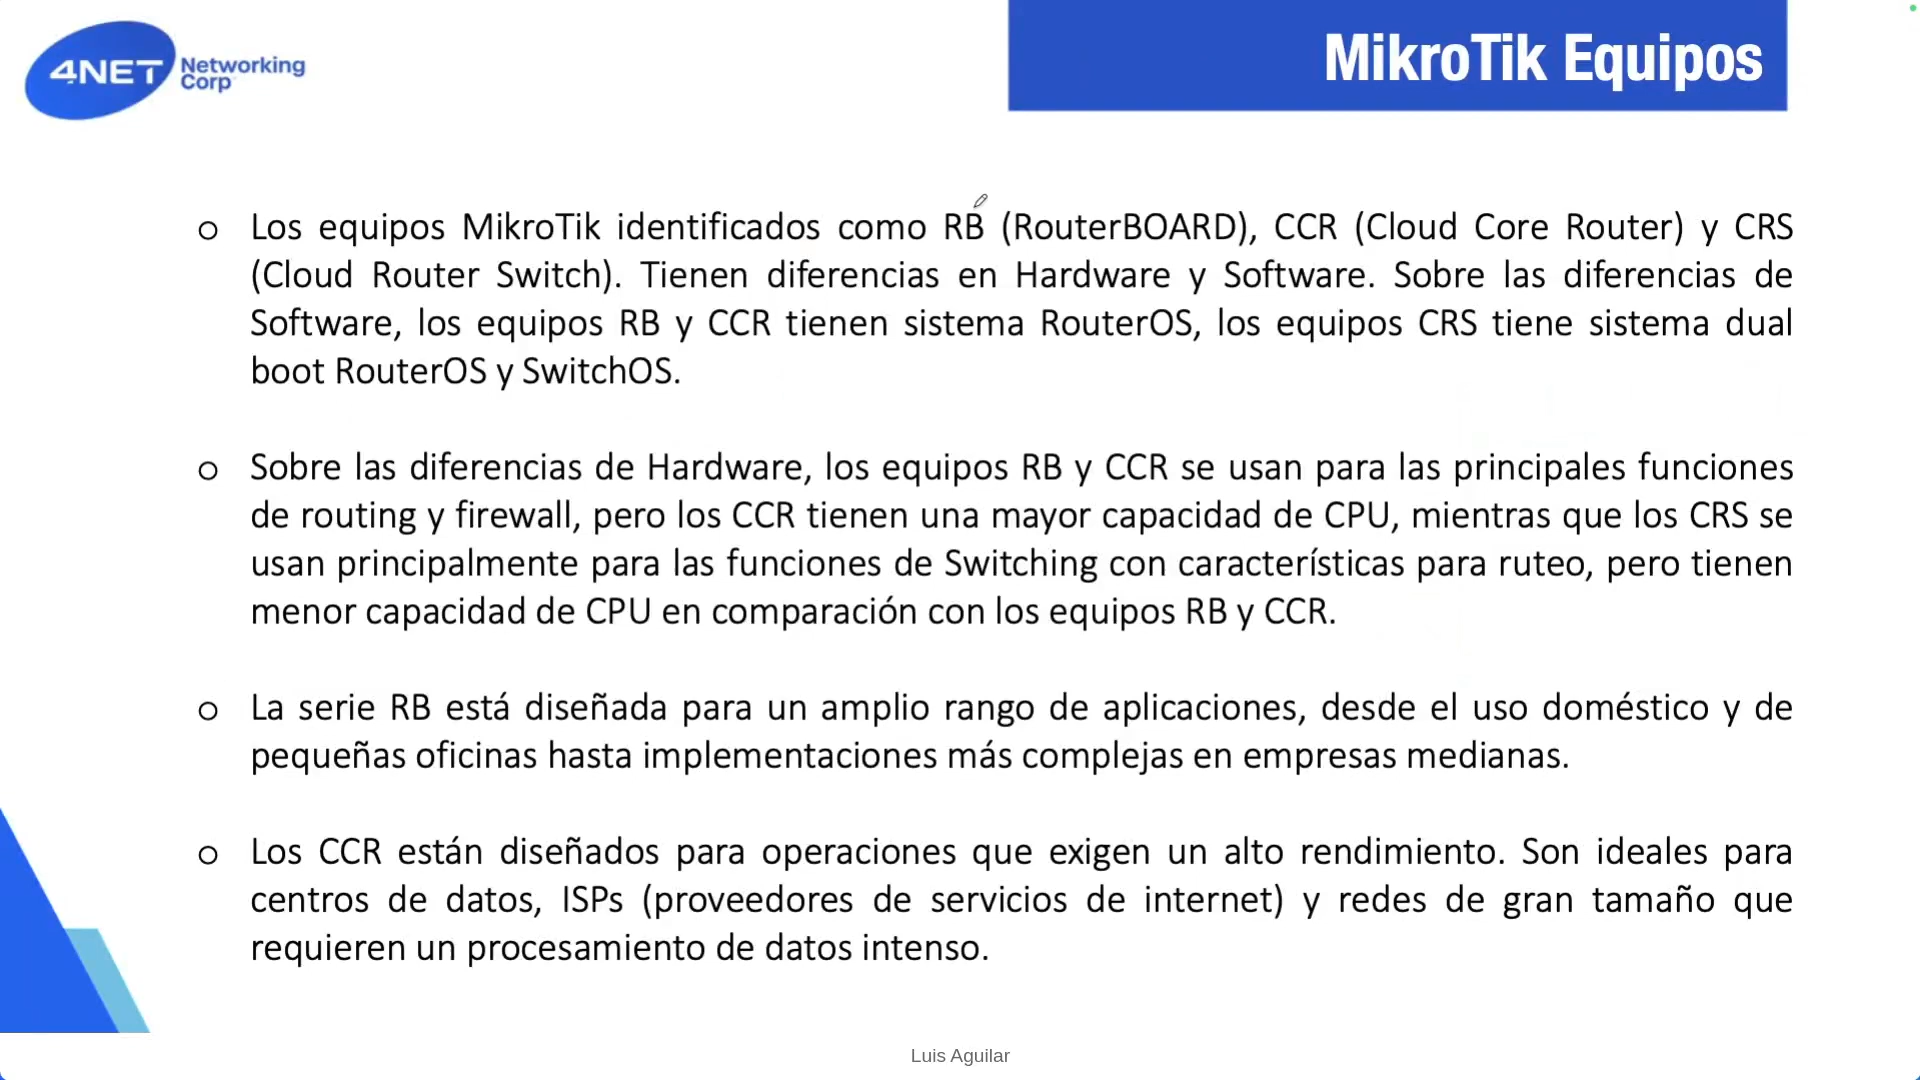 4NET Networking
Corp
MikroTik Equipos
o Los equipos MikroTik identificados como RB (RouterBOARD), CCR (Cloud Core Router) y CRS
(Cloud Router Switch). Tienen diferencias en Hardware y Software. Sobre las diferencias de
Software, los equipos RB y CCR tienen sistema RouterOS, los equipos CRS tiene sistema dual
boot RouterOS y SwitchOS.
o Sobre las diferencias de Hardware, los equipos RB y CCR se usan para las principales funciones
de routing y firewall, pero los CCR tienen una mayor capacidad de CPU, mientras que los CRS se
usan principalmente para las funciones de Switching con características para ruteo, pero tienen
menor capacidad de CPU en comparación con los equipos RB y CCR.
o La serie RB está diseñada para un amplio rango de aplicaciones, desde el uso doméstico y de
pequeñas oficinas hasta implementaciones más complejas en empresas medianas.
o Los CCR están diseñados para operaciones que exigen un alto rendimiento. Son ideales para
centros de datos, ISPs (proveedores de servicios de internet) y redes de gran tamaño que
requieren un procesamiento de datos intenso.
Luis Aguilar